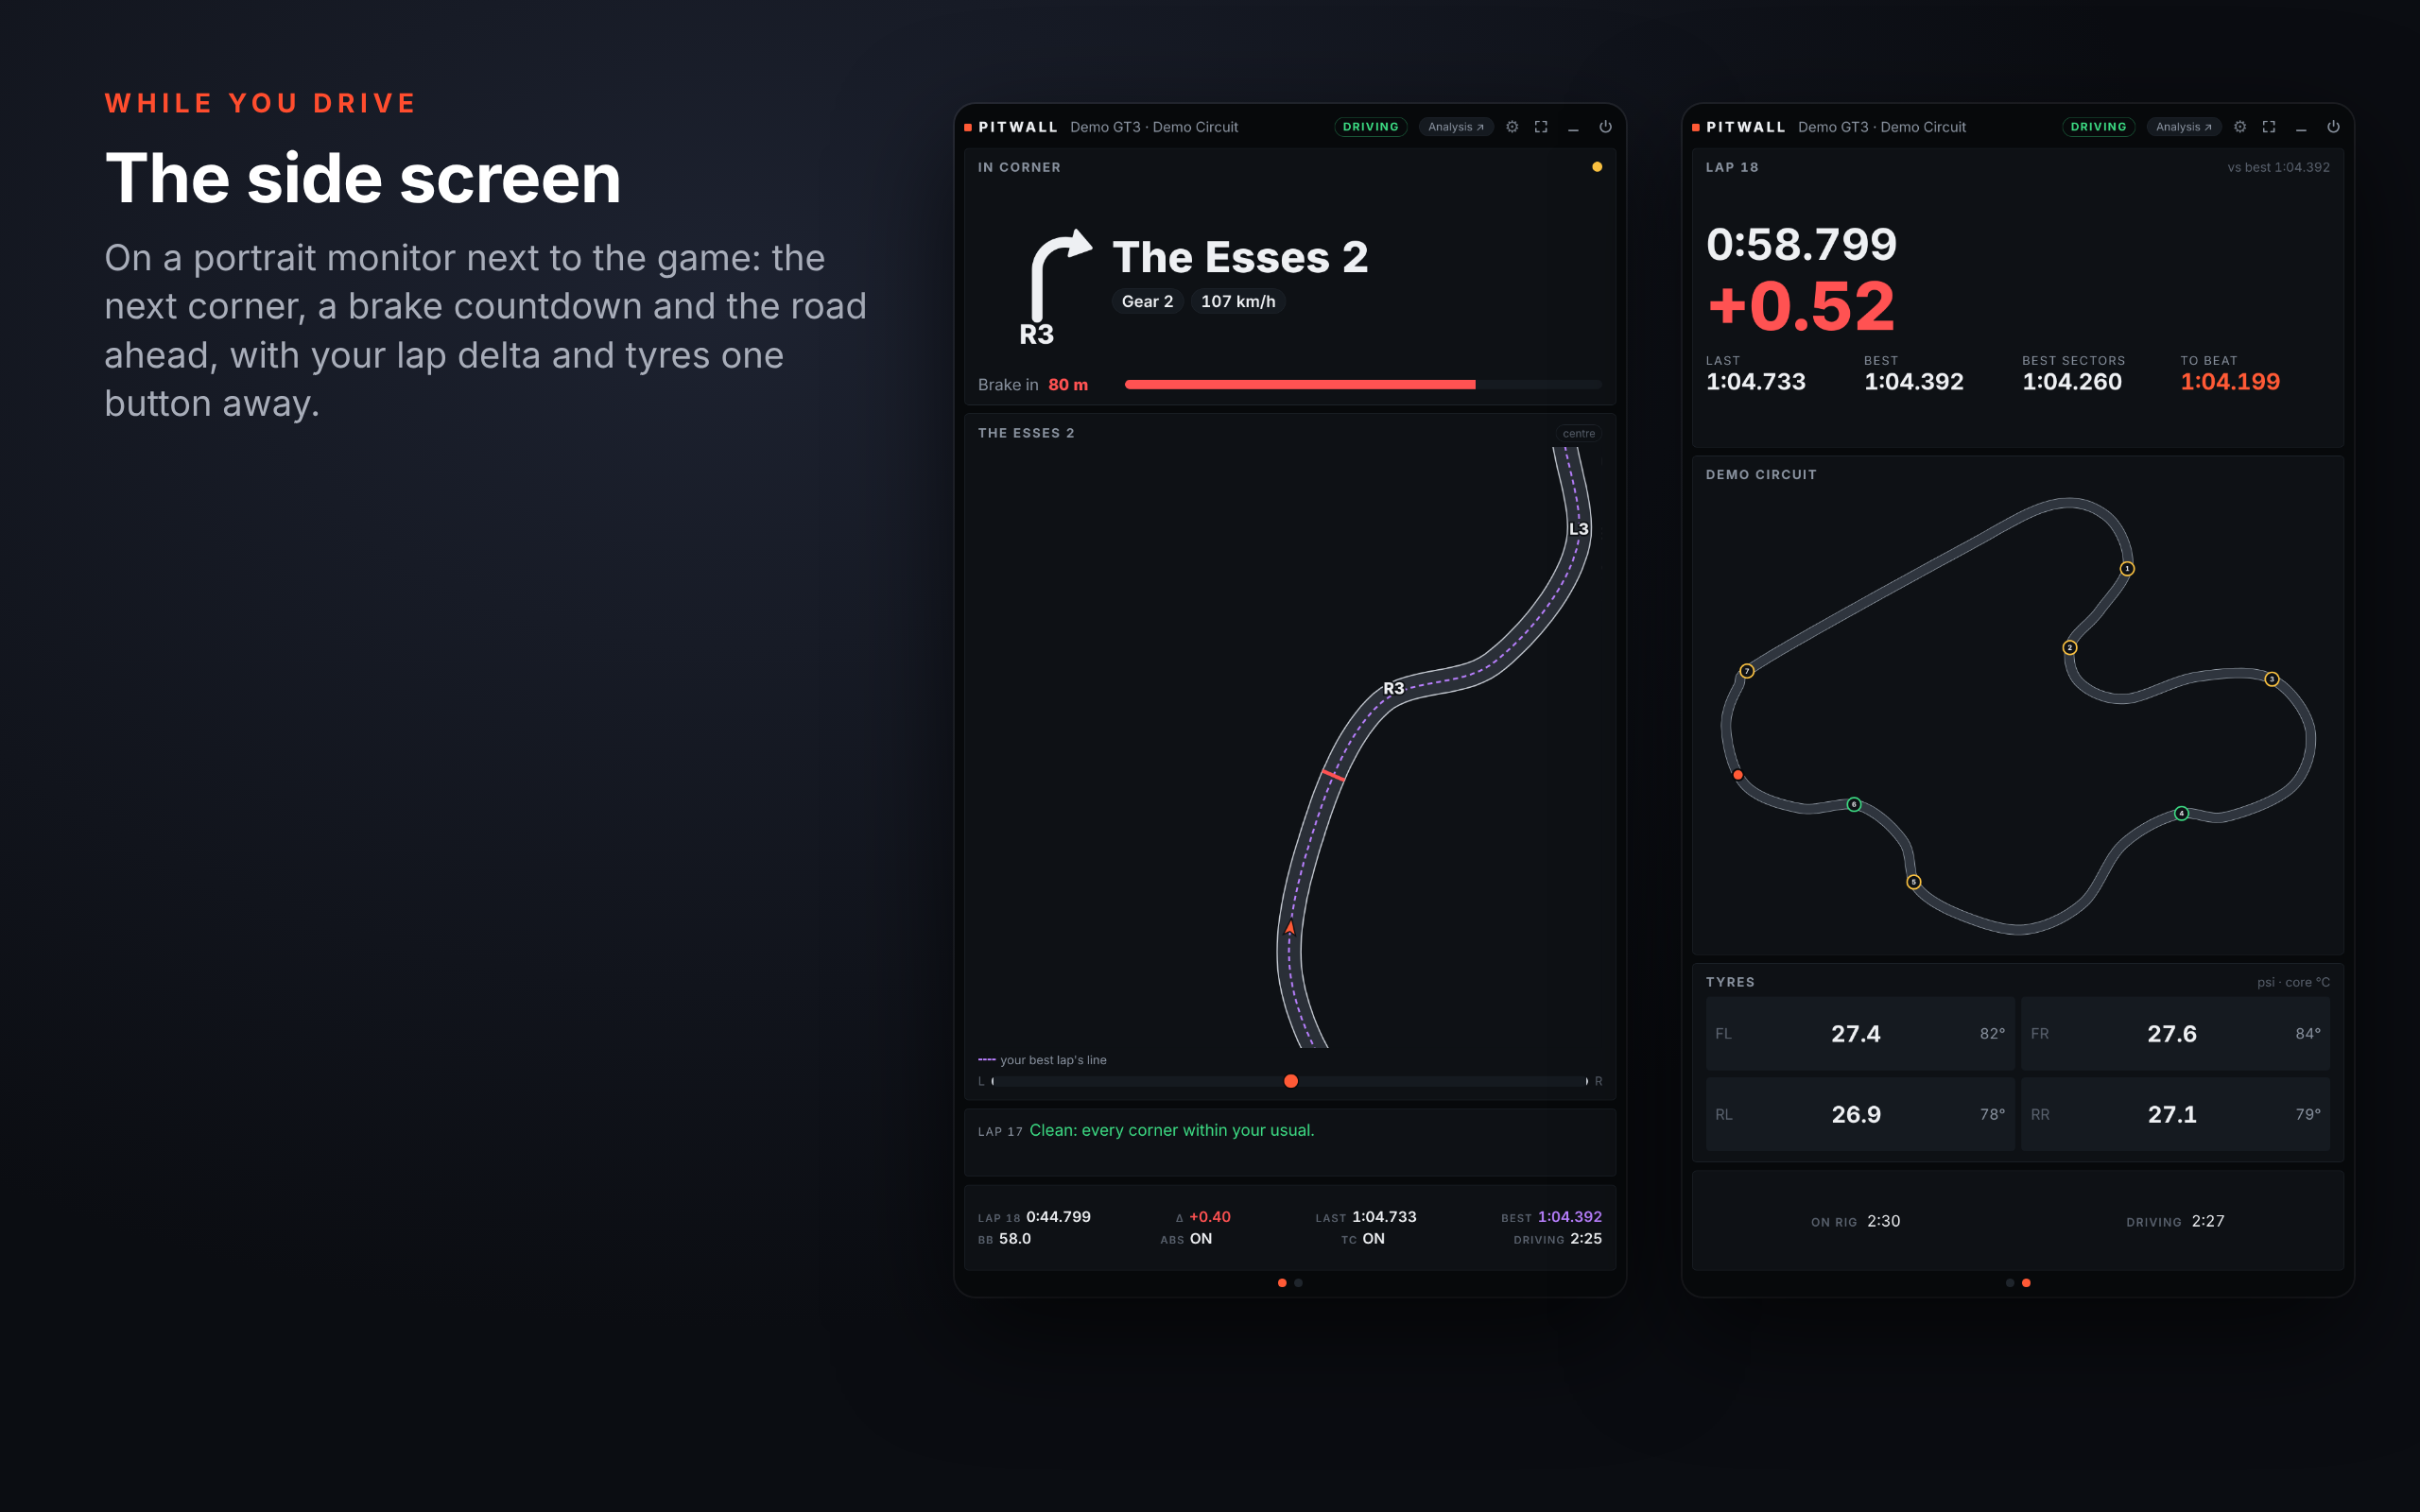 WHILE YOU DRIVE
The side screen
On a portrait monitor next to the game: the
next corner, a brake countdown and the road
ahead, with your lap delta and tyres one
button away.
PITWALL Demo GT3 · Demo Circuit DRIVING Analysis ↗
IN CORNER
The Esses 2
Gear 2 107 km/h
R3
Brake in 80 m
THE ESSES 2 centre
L3
R3
your best lap's line
L R
LAP 17 Clean: every corner within your usual.
LAP 18 0:44.799 Δ +0.40 LAST 1:04.733 BEST 1:04.392
BB 58.0 ABS ON TC ON DRIVING 2:25
PITWALL Demo GT3 · Demo Circuit DRIVING Analysis ↗
LAP 18 vs best 1:04.392
0:58.799
+0.52
LAST BEST BEST SECTORS TO BEAT
1:04.733 1:04.392 1:04.260 1:04.199
DEMO CIRCUIT
1
2
7
3
6
4
5
TYRES psi · core °C
FL 27.4 82° FR 27.6 84°
RL 26.9 78° RR 27.1 79°
ON RIG 2:30 DRIVING 2:27